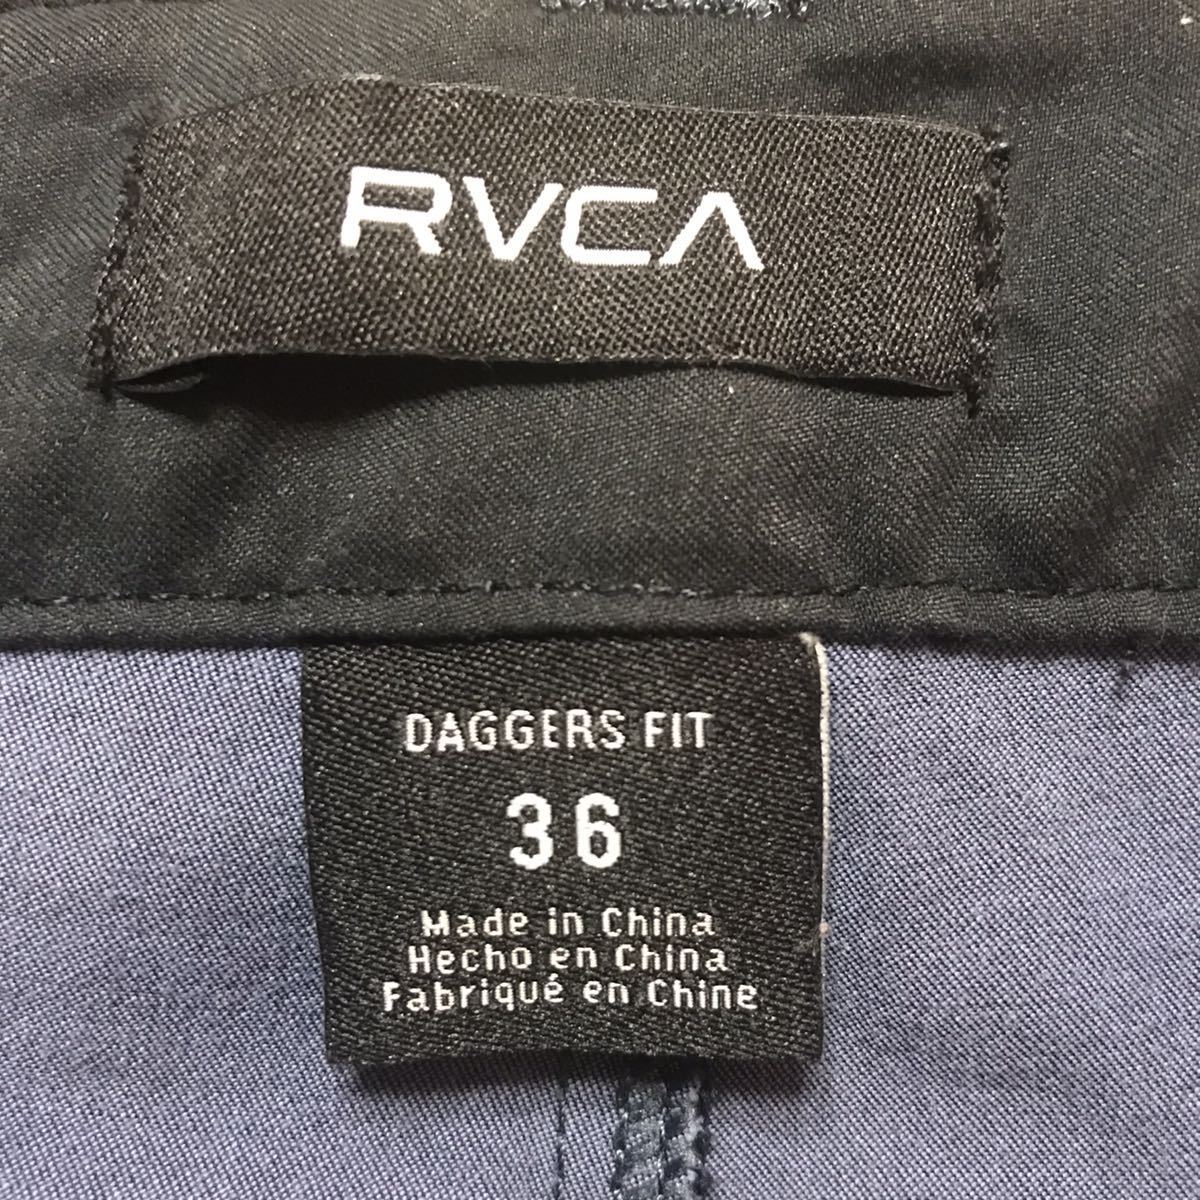 RVCA
DAGGERS FIT
36
Made in China
Hecho en China
Fabriqué en Chine